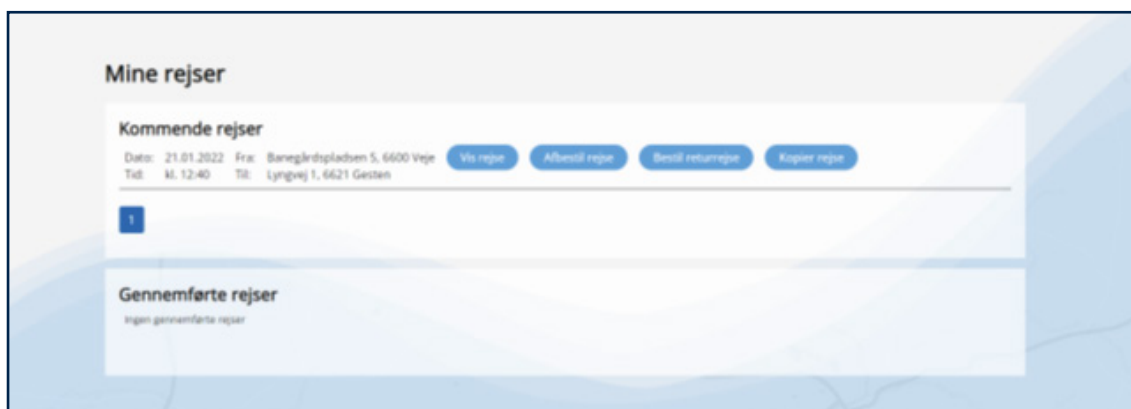 Mine rejser
Kommende rejser
Dato: 21.01.2022 Fra: Banegårdspladsen 5, 6600 Veje Vis rejse Afbestil rejse Bestil returrejse Kopier rejse
Tid: kl. 12:40 Til: Lyngvej 1, 6621 Gesten
1
Gennemførte rejser
Ingen gennemførte rejser